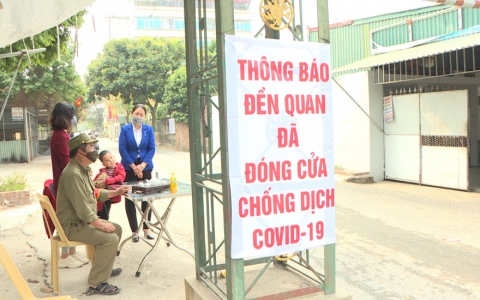 THÔNG BÁO
ĐỀN QUAN
ĐÃ
ĐÓNG CỬA
CHỐNG DỊCH
COVID-19